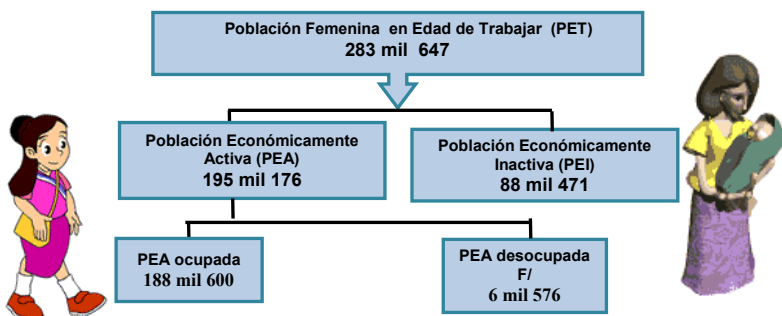 Población Femenina en Edad de Trabajar (PET)
283 mil 647
Población Económicamente
Activa (PEA)
195 mil 176
Población Económicamente
Inactiva (PEI)
88 mil 471
PEA ocupada
188 mil 600
PEA desocupada
F/
6 mil 576